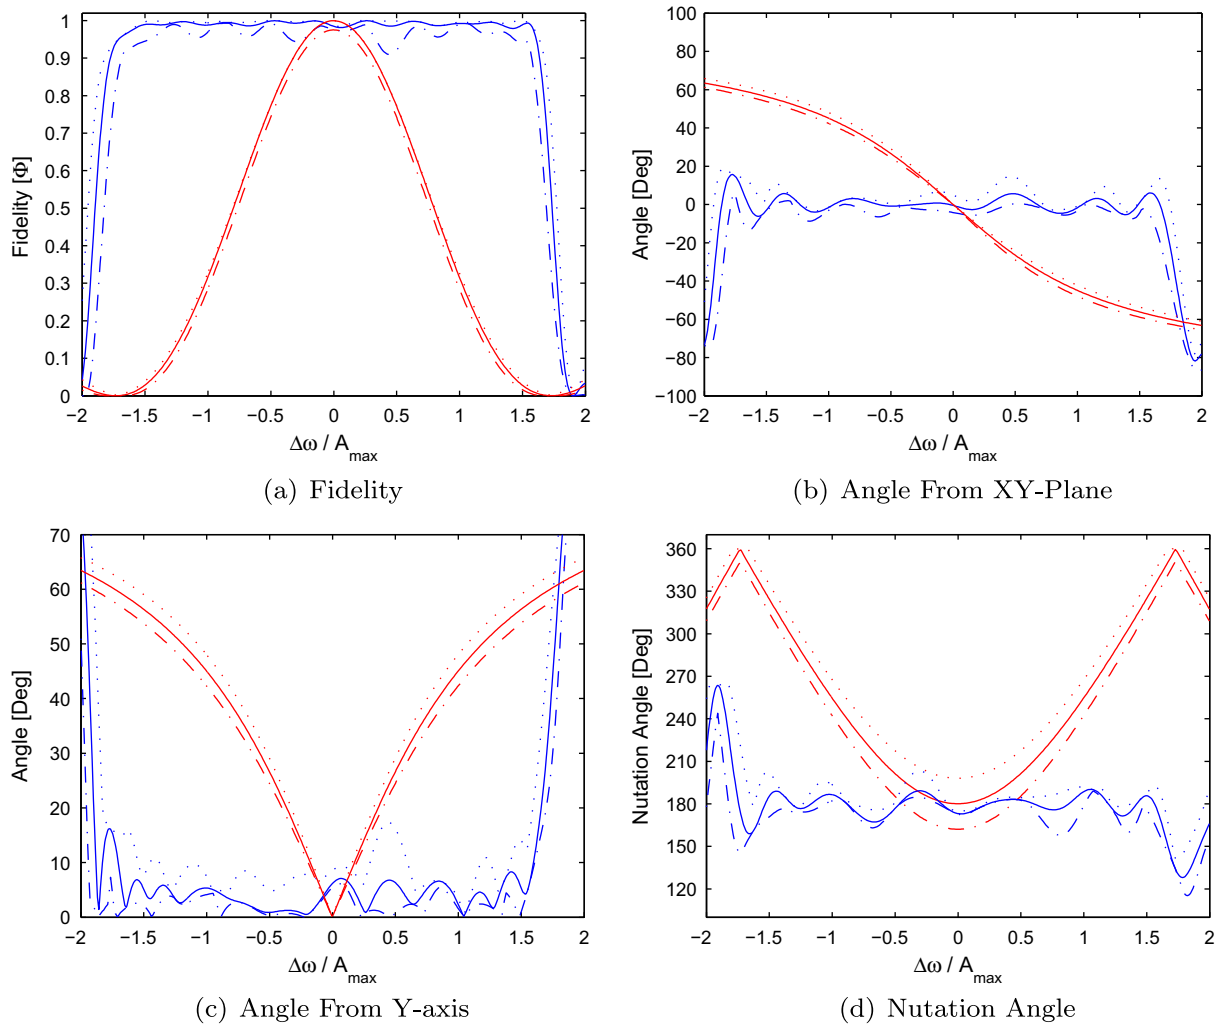 1
0.9
0.8
0.7
0.6
0.5
0.4
0.3
0.2
0.1
0
Fidelity [Φ]
−2 −1.5 −1 −0.5 0 0.5 1 1.5 2
Δω / A_max
(a) Fidelity
100
80
60
40
20
0
−20
−40
−60
−80
−100
Angle [Deg]
−2 −1.5 −1 −0.5 0 0.5 1 1.5 2
Δω / A_max
(b) Angle From XY-Plane
70
60
50
40
30
20
10
0
Angle [Deg]
−2 −1.5 −1 −0.5 0 0.5 1 1.5 2
Δω / A_max
(c) Angle From Y-axis
360
330
300
270
240
210
180
150
120
Nutation Angle [Deg]
−2 −1.5 −1 −0.5 0 0.5 1 1.5 2
Δω / A_max
(d) Nutation Angle